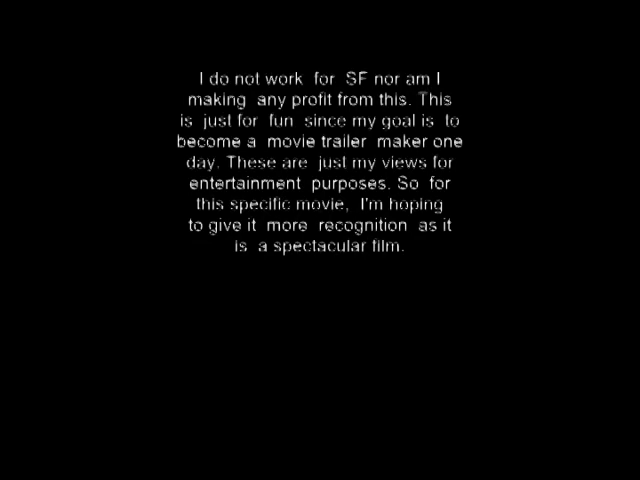 I do not work for SF nor am I
making any profit from this. This
is just for fun since my goal is to
become a movie trailer maker one
day. These are just my views for
entertainment purposes. So for
this specific movie, I'm hoping
to give it more recognition as it
is a spectacular film.